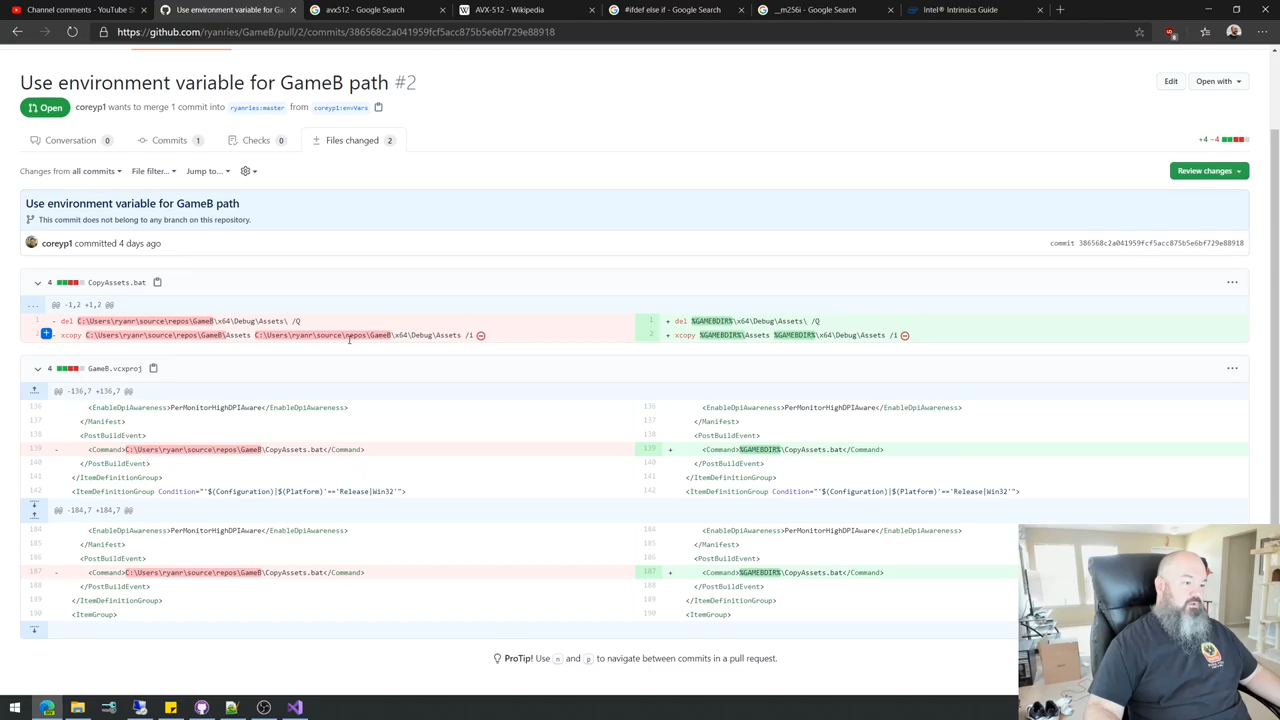 Comment columns - YouTube S
Use environment variable for Ga
avx512 - Google Search
AVX-512 - Wikipedia
#ifdef else if - Google Search
__m256i - Google Search
Intel® Intrinsics Guide
https://github.com/ryanries/GameB/pull/2/commits/386568c2a041959fcf5acc875b5e6bf729e88918
Use environment variable for GameB path #2
Edit
Open with
Open
coreyp1 wants to merge 1 commit into ryanries:master from coreyp1:envVars
Conversation 0
Commits 1
Checks 0
Files changed 2
+4 −4
Changes from all commits
File filter...
Jump to...
Review changes
Use environment variable for GameB path
This commit does not belong to any branch on this repository.
coreyp1 committed 4 days ago
commit 386568c2a041959fcf5acc875b5e6bf729e88918
4 CopyAssets.bat
... @@ -1,2 +1,2 @@
1 - del C:\Users\ryanr\source\repos\GameB\x64\Debug\Assets\ /Q
1 + del %GAMEBDIR%\x64\Debug\Assets\ /Q
- xcopy C:\Users\ryanr\source\repos\GameB\Assets C:\Users\ryanr\source\repos\GameB\x64\Debug\Assets /i
2 + xcopy %GAMEBDIR%\Assets %GAMEBDIR%\x64\Debug\Assets /i
4 GameB.vcxproj
@@ -136,7 +136,7 @@
136 <EnableDpiAwareness>PerMonitorHighDPIAware</EnableDpiAwareness>
136 <EnableDpiAwareness>PerMonitorHighDPIAware</EnableDpiAwareness>
137 </Manifest>
137 </Manifest>
138 <PostBuildEvent>
138 <PostBuildEvent>
139 - <Command>C:\Users\ryanr\source\repos\GameB\CopyAssets.bat</Command>
139 + <Command>%GAMEBDIR%\CopyAssets.bat</Command>
140 </PostBuildEvent>
140 </PostBuildEvent>
141 </ItemDefinitionGroup>
141 </ItemDefinitionGroup>
142 <ItemDefinitionGroup Condition="'$(Configuration)|$(Platform)'=='Release|Win32'">
142 <ItemDefinitionGroup Condition="'$(Configuration)|$(Platform)'=='Release|Win32'">
@@ -184,7 +184,7 @@
184 <EnableDpiAwareness>PerMonitorHighDPIAware</EnableDpiAwareness>
184 <EnableDpiAwareness>PerMonitorHighDPIAware</EnableDpiAwareness>
185 </Manifest>
185 </Manifest>
186 <PostBuildEvent>
186 <PostBuildEvent>
187 - <Command>C:\Users\ryanr\source\repos\GameB\CopyAssets.bat</Command>
187 + <Command>%GAMEBDIR%\CopyAssets.bat</Command>
188 </PostBuildEvent>
188 </PostBuildEvent>
189 </ItemDefinitionGroup>
189 </ItemDefinitionGroup>
190 <ItemGroup>
190 <ItemGroup>
ProTip! Use n and p to navigate between commits in a pull request.